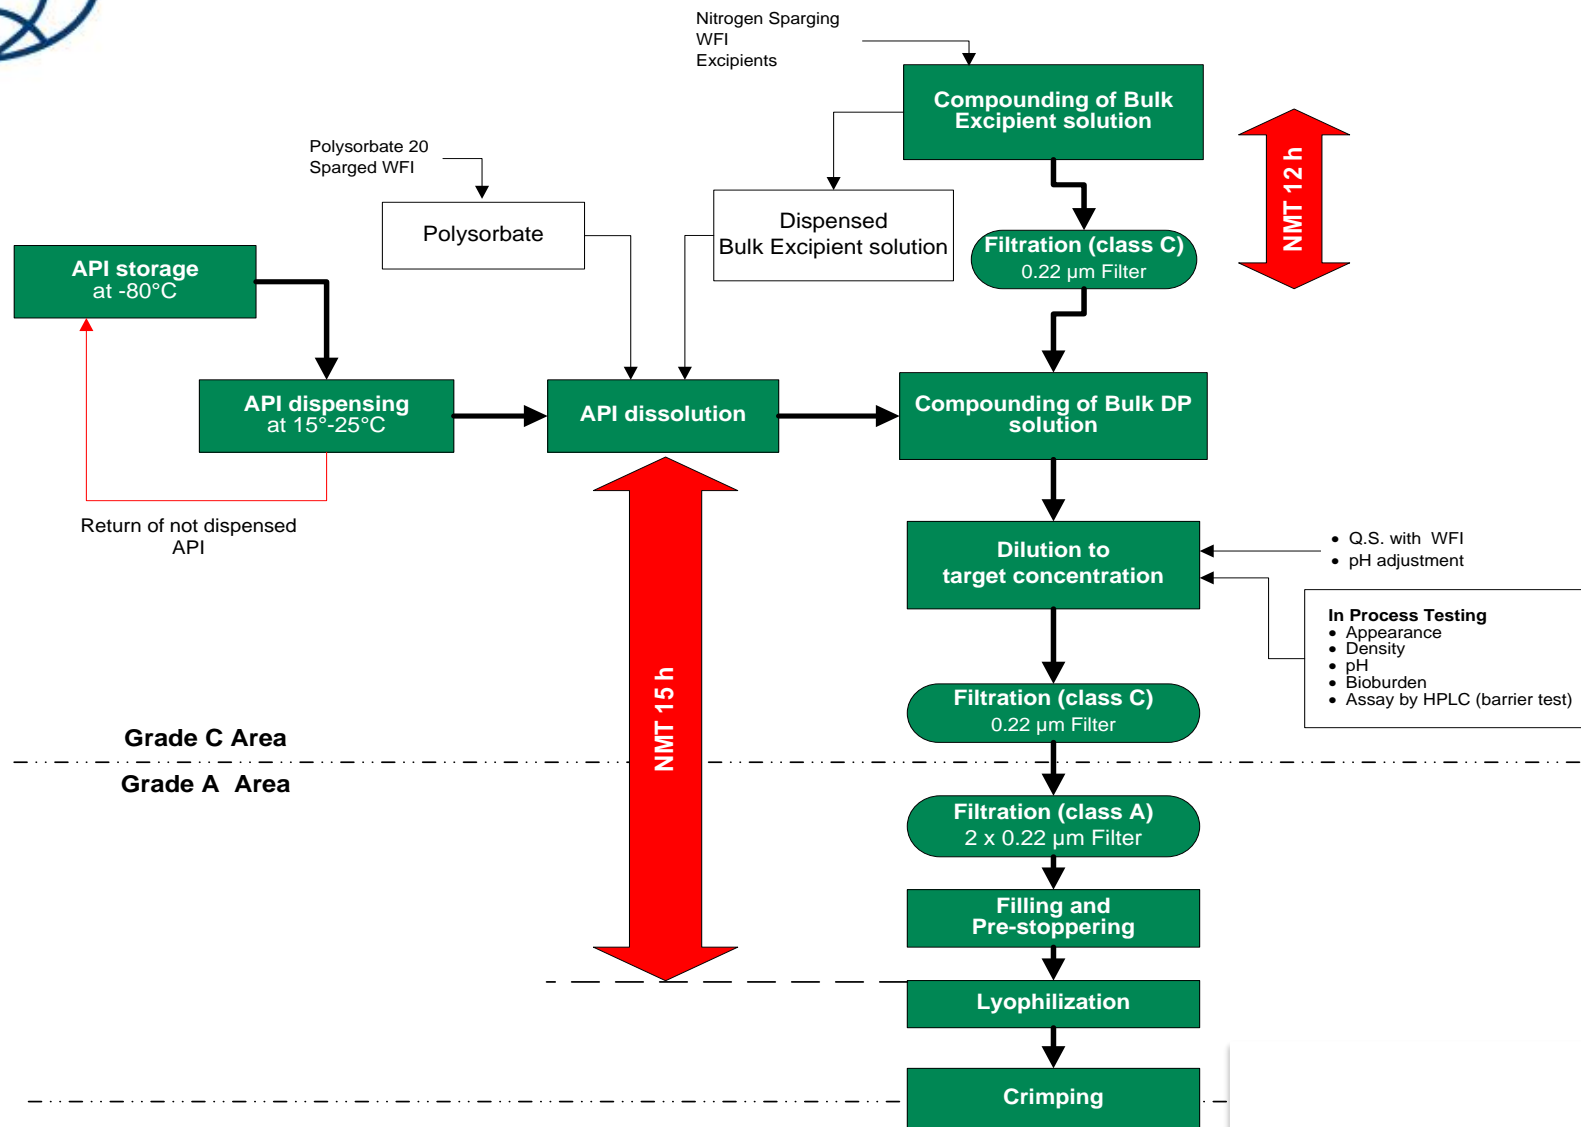 Nitrogen Sparging
WFI
Excipients
Compounding of Bulk
Excipient solution
NMT 12 h
Polysorbate 20
Sparged WFI
Polysorbate
Dispensed
Bulk Excipient solution
Filtration (class C)
0.22 µm Filter
API storage
at -80°C
API dispensing
at 15°-25°C
API dissolution
Compounding of Bulk DP
solution
Return of not dispensed
API
Dilution to
target concentration
• Q.S. with  WFI
• pH adjustment
In Process Testing
• Appearance
• Density
• pH
• Bioburden
• Assay by HPLC (barrier test)
NMT 15 h
Filtration (class C)
0.22 µm Filter
Grade C Area
Grade A  Area
Filtration (class A)
2 x 0.22 µm Filter
Filling and
Pre-stoppering
Lyophilization
Crimping